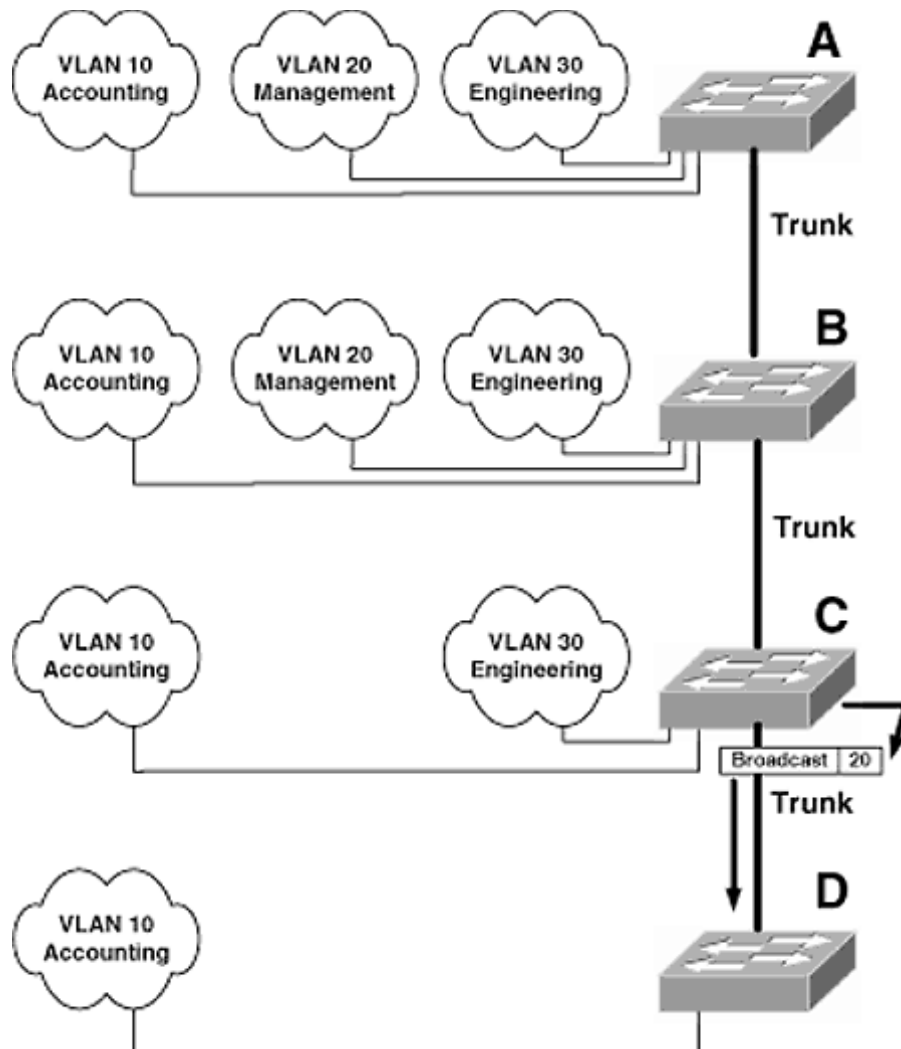 VLAN 10
Accounting
VLAN 20
Management
VLAN 30
Engineering
A
Trunk
VLAN 10
Accounting
VLAN 20
Management
VLAN 30
Engineering
B
Trunk
VLAN 10
Accounting
VLAN 30
Engineering
C
Broadcast 20
Trunk
VLAN 10
Accounting
D